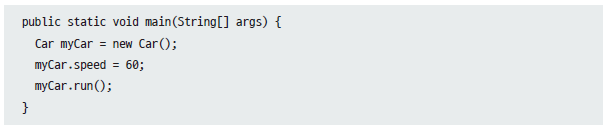 public static void main(String[] args) {
  Car myCar = new Car();
  myCar.speed = 60;
  myCar.run();
}